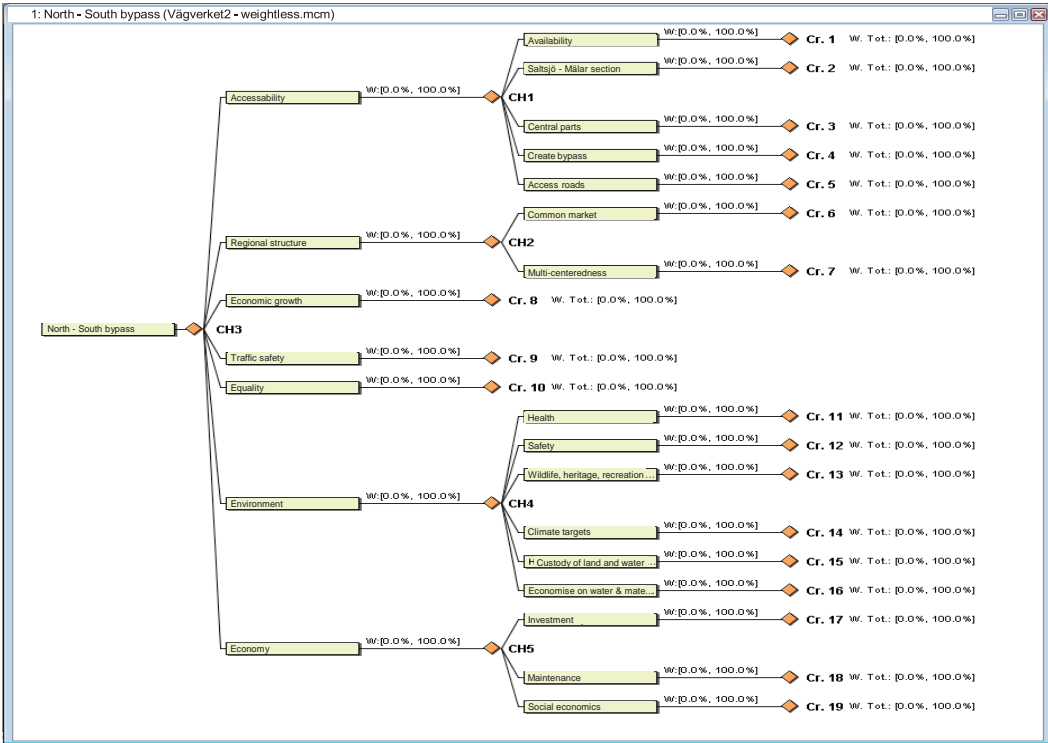 1: North - South bypass (Vägverket2 - weightless.mcm)
Availability W:[0.0%, 100.0%] Cr. 1 W. Tot.: [0.0%, 100.0%]
Saltsjö - Mälar section W:[0.0%, 100.0%] Cr. 2 W. Tot.: [0.0%, 100.0%]
Accessability W:[0.0%, 100.0%] CH1
Central parts W:[0.0%, 100.0%] Cr. 3 W. Tot.: [0.0%, 100.0%]
Create bypass W:[0.0%, 100.0%] Cr. 4 W. Tot.: [0.0%, 100.0%]
Access roads W:[0.0%, 100.0%] Cr. 5 W. Tot.: [0.0%, 100.0%]
Common market W:[0.0%, 100.0%] Cr. 6 W. Tot.: [0.0%, 100.0%]
Regional structure W:[0.0%, 100.0%] CH2
Multi-centeredness W:[0.0%, 100.0%] Cr. 7 W. Tot.: [0.0%, 100.0%]
Economic growth W:[0.0%, 100.0%] Cr. 8 W. Tot.: [0.0%, 100.0%]
North - South bypass CH3
Traffic safety W:[0.0%, 100.0%] Cr. 9 W. Tot.: [0.0%, 100.0%]
Equality W:[0.0%, 100.0%] Cr. 10 W. Tot.: [0.0%, 100.0%]
Health W:[0.0%, 100.0%] Cr. 11 W. Tot.: [0.0%, 100.0%]
Safety W:[0.0%, 100.0%] Cr. 12 W. Tot.: [0.0%, 100.0%]
Wildlife, heritage, recreation ... W:[0.0%, 100.0%] Cr. 13 W. Tot.: [0.0%, 100.0%]
Environment W:[0.0%, 100.0%] CH4
Climate targets W:[0.0%, 100.0%] Cr. 14 W. Tot.: [0.0%, 100.0%]
H Custody of land and water ... W:[0.0%, 100.0%] Cr. 15 W. Tot.: [0.0%, 100.0%]
Economise on water & mate... W:[0.0%, 100.0%] Cr. 16 W. Tot.: [0.0%, 100.0%]
Investment W:[0.0%, 100.0%] Cr. 17 W. Tot.: [0.0%, 100.0%]
Economy W:[0.0%, 100.0%] CH5
Maintenance W:[0.0%, 100.0%] Cr. 18 W. Tot.: [0.0%, 100.0%]
Social economics W:[0.0%, 100.0%] Cr. 19 W. Tot.: [0.0%, 100.0%]